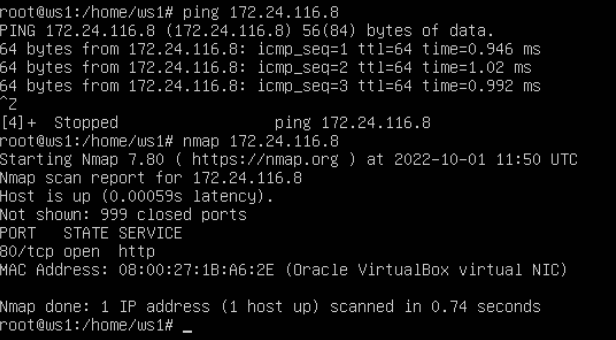 root@ws1:/home/ws1# ping 172.24.116.8
PING 172.24.116.8 (172.24.116.8) 56(84) bytes of data.
64 bytes from 172.24.116.8: icmp_seq=1 ttl=64 time=0.946 ms
64 bytes from 172.24.116.8: icmp_seq=2 ttl=64 time=1.02 ms
64 bytes from 172.24.116.8: icmp_seq=3 ttl=64 time=0.992 ms
^Z
[4]+  Stopped                 ping 172.24.116.8
root@ws1:/home/ws1# nmap 172.24.116.8
Starting Nmap 7.80 ( https://nmap.org ) at 2022-10-01 11:50 UTC
Nmap scan report for 172.24.116.8
Host is up (0.00059s latency).
Not shown: 999 closed ports
PORT   STATE SERVICE
80/tcp open  http
MAC Address: 08:00:27:1B:A6:2E (Oracle VirtualBox virtual NIC)
Nmap done: 1 IP address (1 host up) scanned in 0.74 seconds
root@ws1:/home/ws1# _